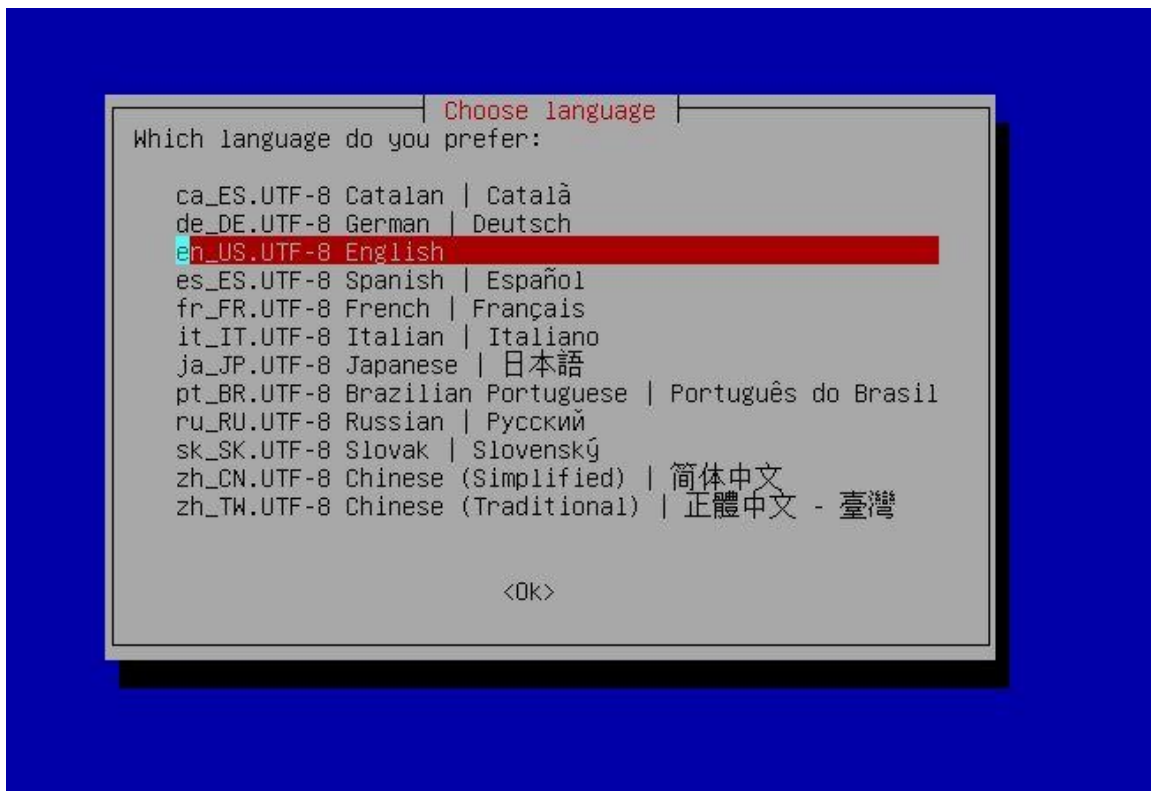 Choose language
Which language do you prefer:
ca_ES.UTF-8 Catalan | Català
de_DE.UTF-8 German | Deutsch
en_US.UTF-8 English
es_ES.UTF-8 Spanish | Español
fr_FR.UTF-8 French | Français
it_IT.UTF-8 Italian | Italiano
ja_JP.UTF-8 Japanese | 日本語
pt_BR.UTF-8 Brazilian Portuguese | Português do Brasil
ru_RU.UTF-8 Russian | Русский
sk_SK.UTF-8 Slovak | Slovenský
zh_CN.UTF-8 Chinese (Simplified) | 简体中文
zh_TW.UTF-8 Chinese (Traditional) | 正體中文 - 臺灣
<Ok>